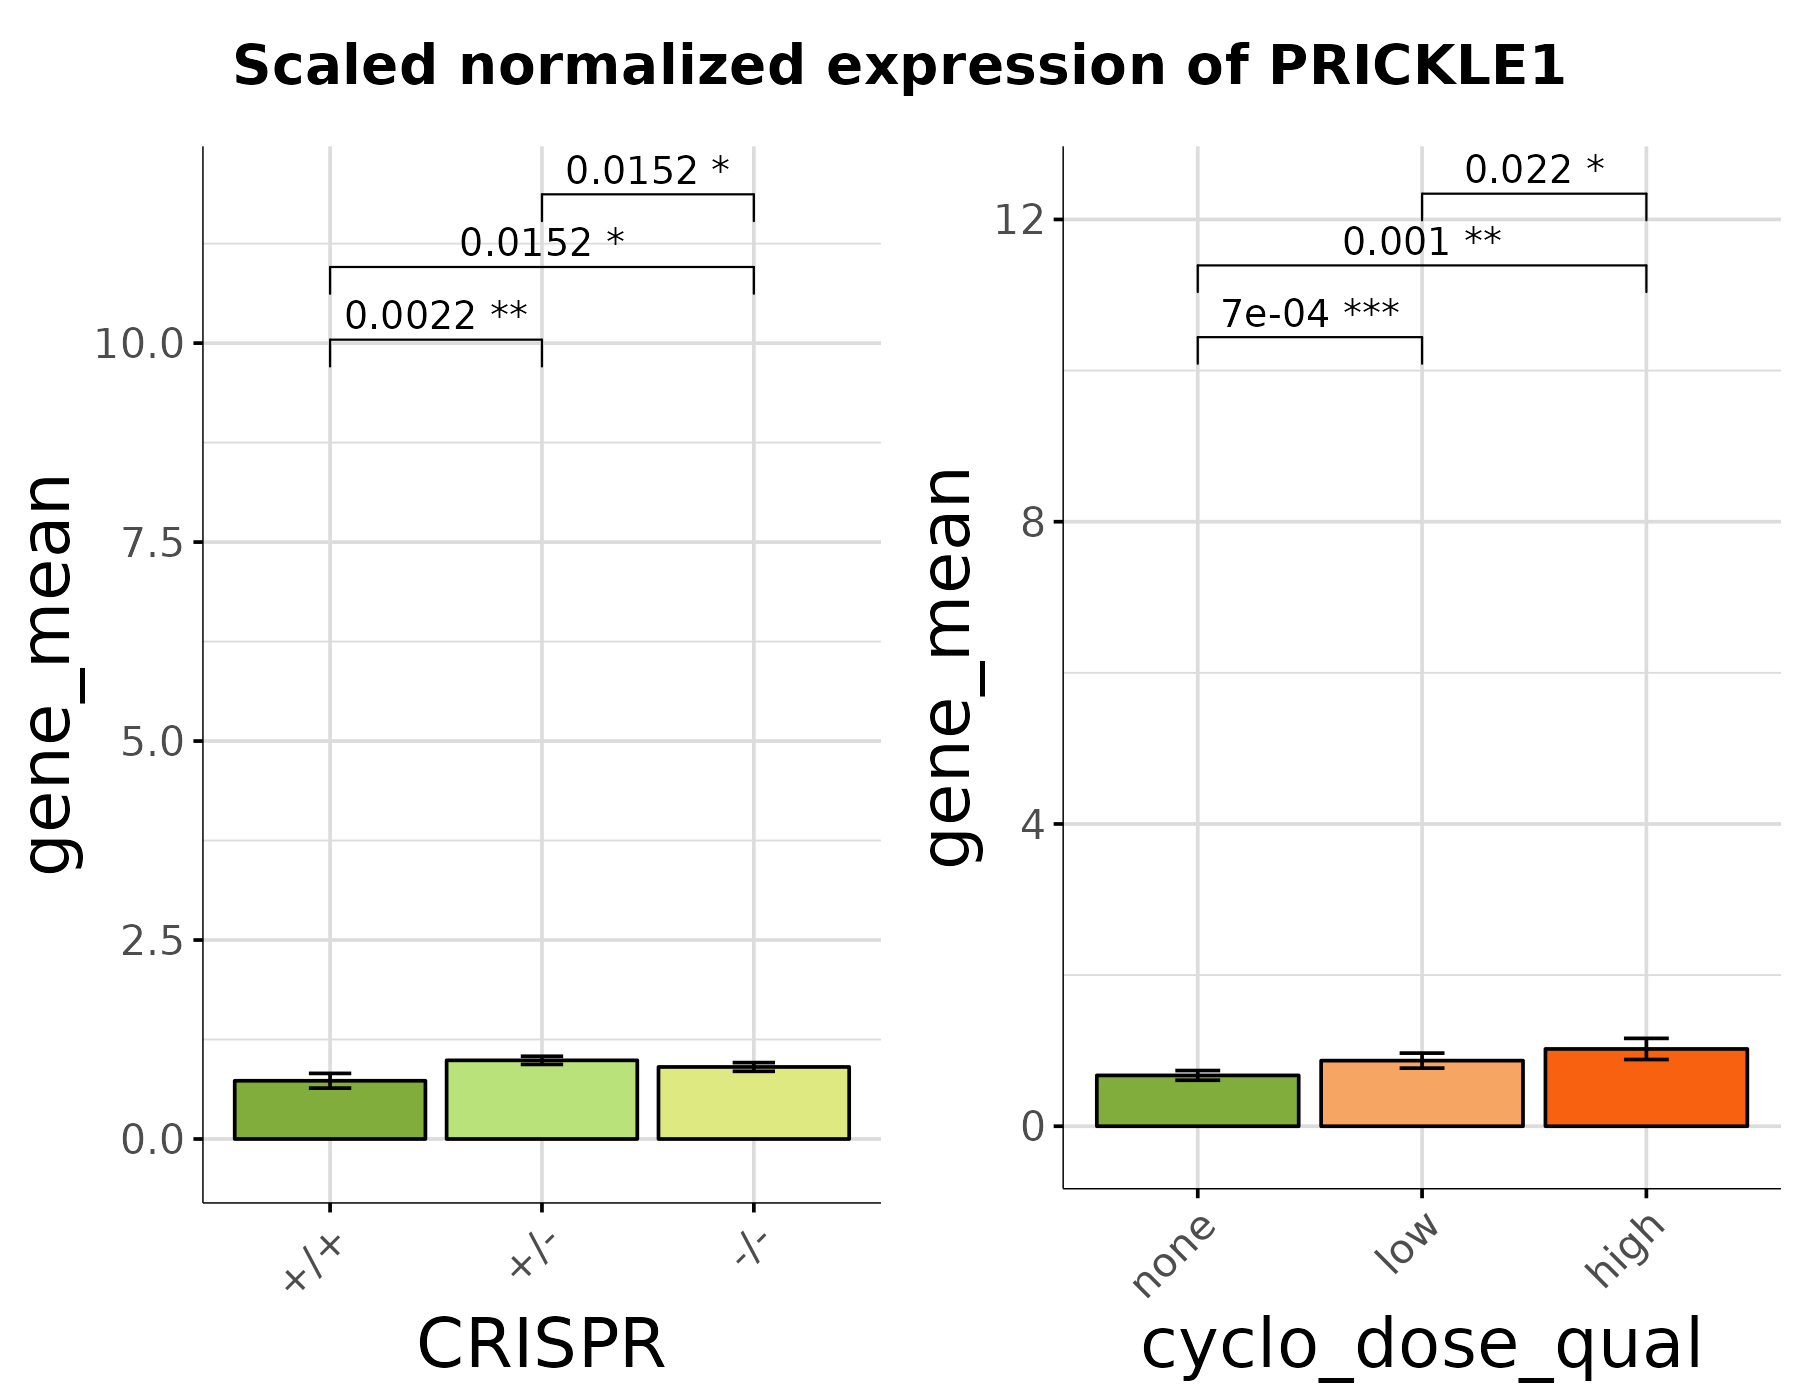 Scaled normalized expression of PRICKLE1
gene_mean
10.0
7.5
5.0
2.5
0.0
0.0152 *
0.0152 *
0.0022 **
+/+
+/-
-/-
CRISPR
gene_mean
12
8
4
0
0.022 *
0.001 **
7e-04 ***
none
low
high
cyclo_dose_qual